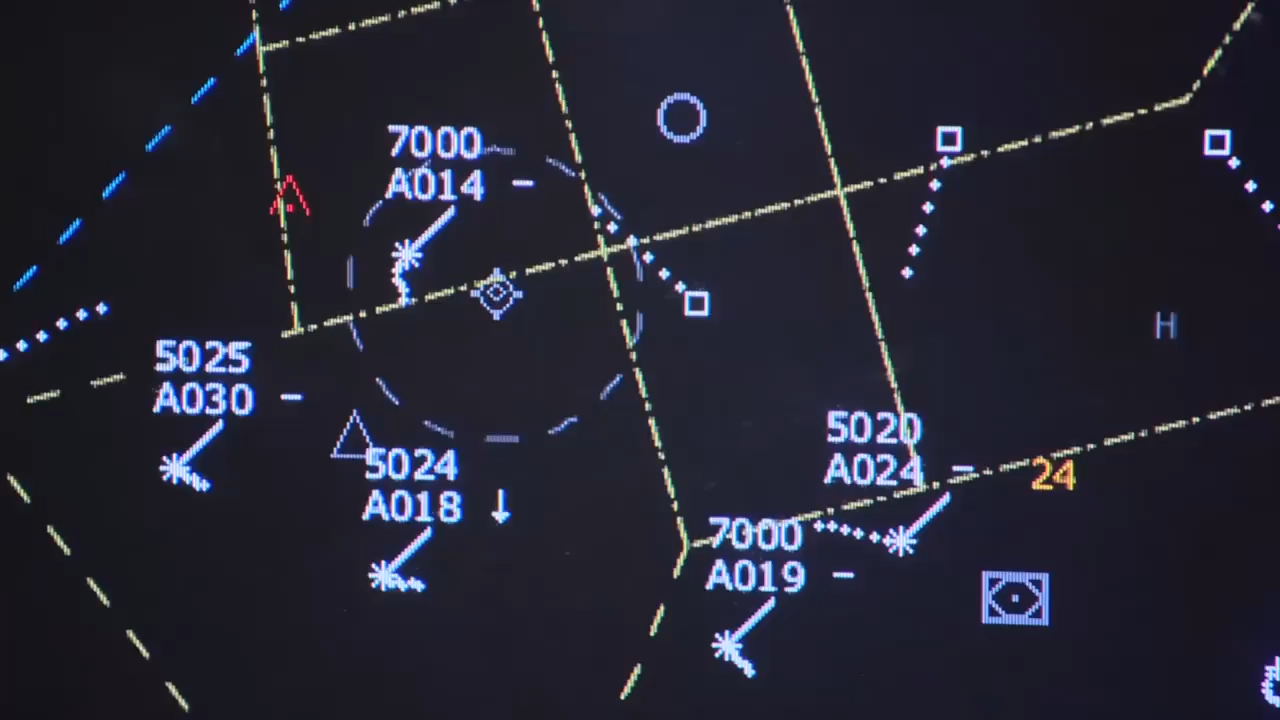 7000
A014 -
5025
A030 -
5024
A018 ↓
5020
A024 -
24
7000
A019 -
H